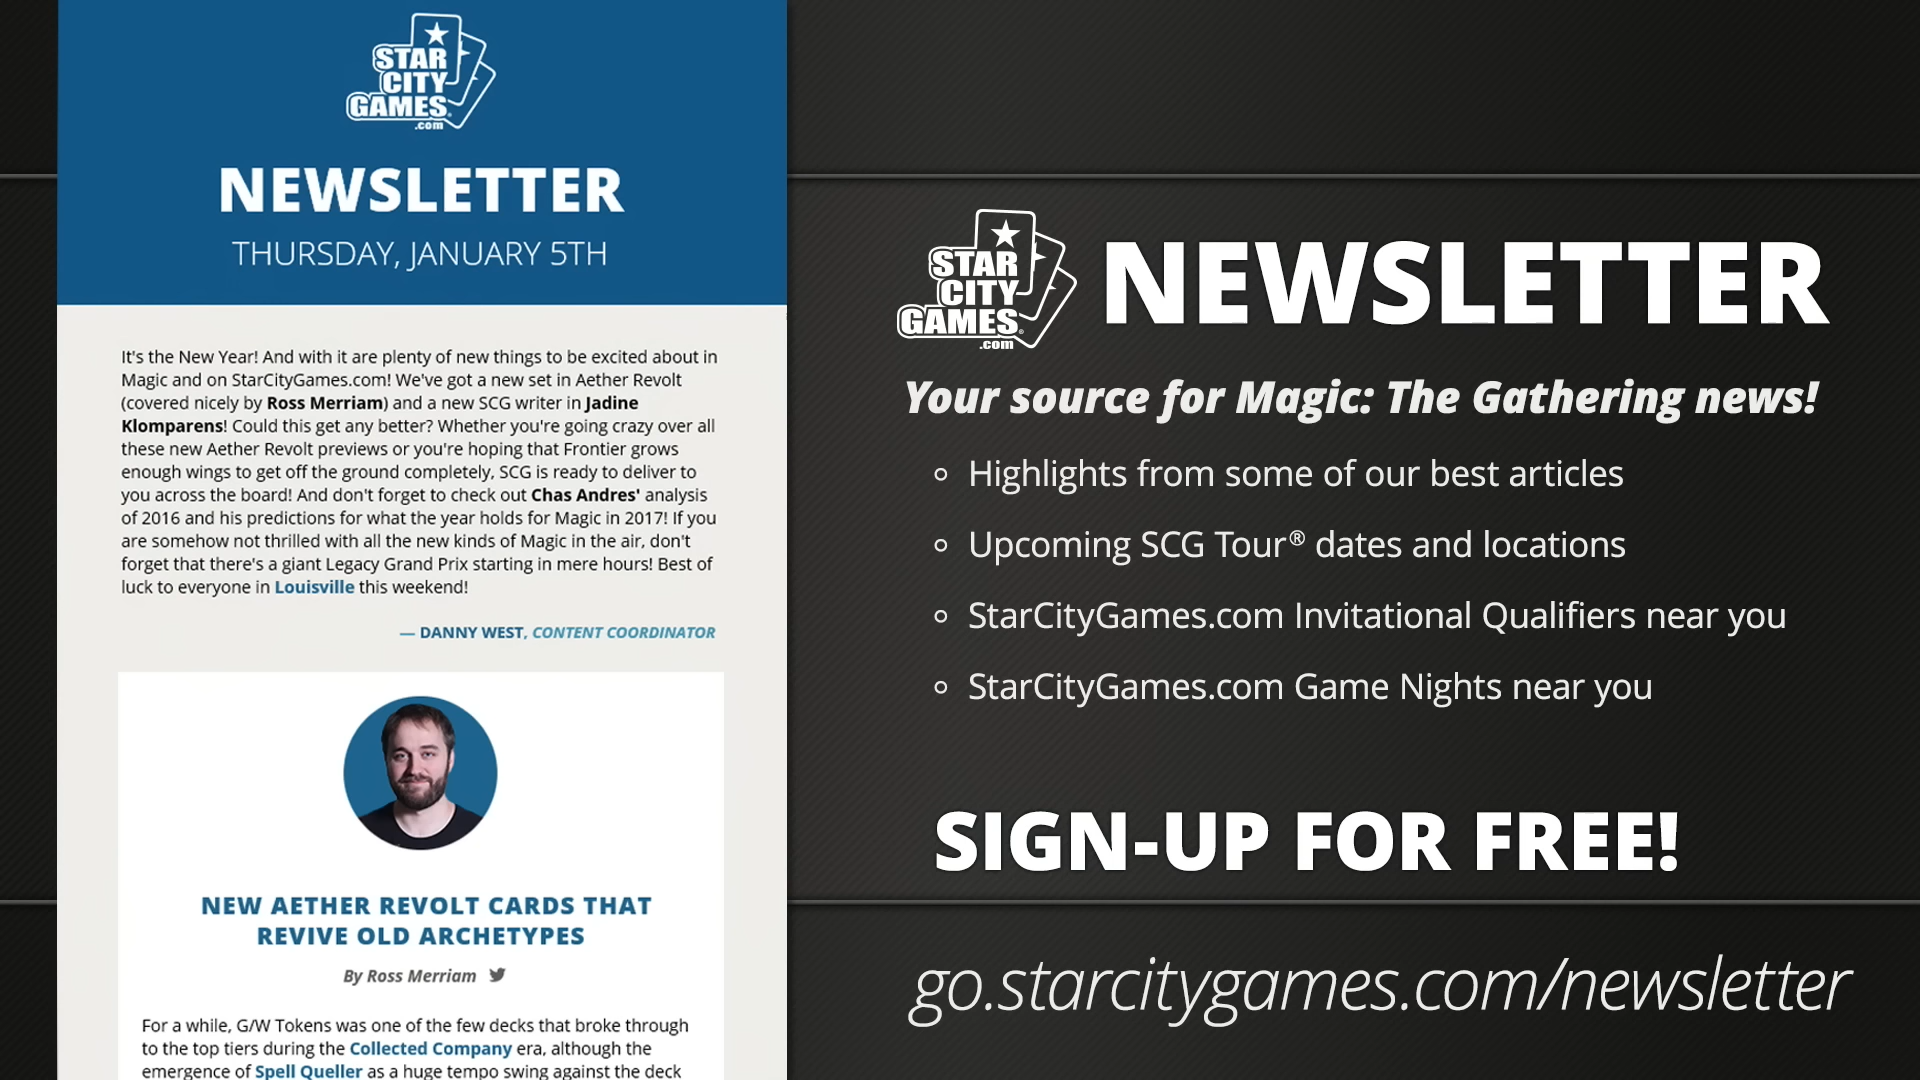 STAR
CITY
GAMES®
.com
NEWSLETTER
THURSDAY, JANUARY 5TH
It's the New Year! And with it are plenty of new things to be excited about in
Magic and on StarCityGames.com! We've got a new set in Aether Revolt
(covered nicely by Ross Merriam) and a new SCG writer in Jadine
Klomparens! Could this get any better? Whether you're going crazy over all
these new Aether Revolt previews or you're hoping that Frontier grows
enough wings to get off the ground completely, SCG is ready to deliver to
you across the board! And don't forget to check out Chas Andres' analysis
of 2016 and his predictions for what the year holds for Magic in 2017! If you
are somehow not thrilled with all the new kinds of Magic in the air, don't
forget that there's a giant Legacy Grand Prix starting in mere hours! Best of
luck to everyone in Louisville this weekend!
— DANNY WEST, CONTENT COORDINATOR
NEW AETHER REVOLT CARDS THAT
REVIVE OLD ARCHETYPES
By Ross Merriam
For a while, G/W Tokens was one of the few decks that broke through
to the top tiers during the Collected Company era, although the
emergence of Spell Queller as a huge tempo swing against the deck
STAR
CITY
GAMES®
.com
NEWSLETTER
Your source for Magic: The Gathering news!
Highlights from some of our best articles
Upcoming SCG Tour® dates and locations
StarCityGames.com Invitational Qualifiers near you
StarCityGames.com Game Nights near you
SIGN-UP FOR FREE!
go.starcitygames.com/newsletter